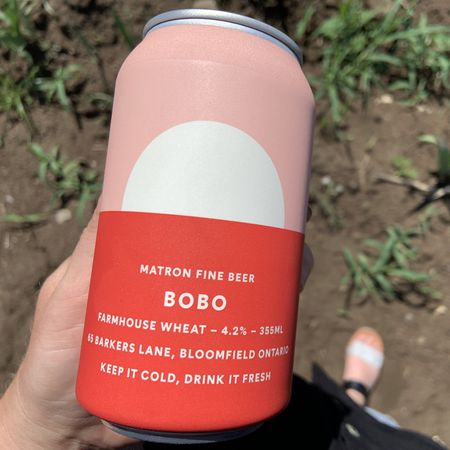 MATRON FINE BEER
BOBO
FARMHOUSE WHEAT – 4.2% – 355ML
65 BARKERS LANE, BLOOMFIELD ONTARIO
KEEP IT COLD, DRINK IT FRESH